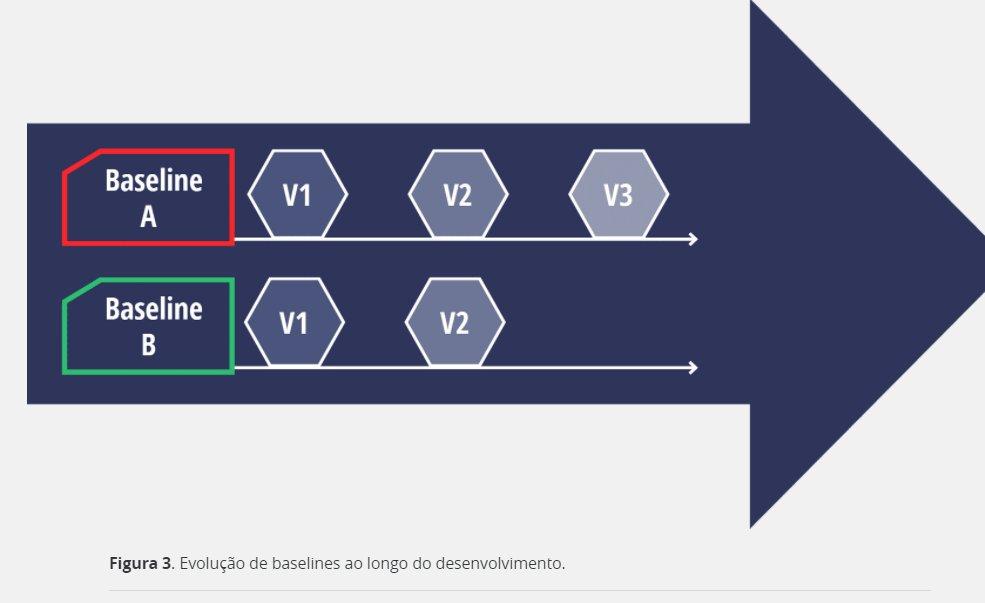 Baseline
A
V1
V2
V3
Baseline
B
V1
V2
Figura 3. Evolução de baselines ao longo do desenvolvimento.